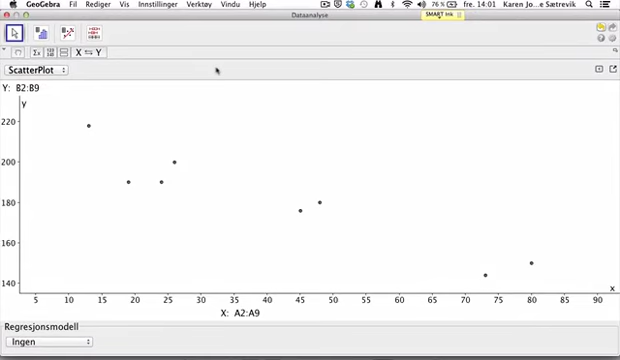 GeoGebra Fil Rediger Vis Innstillinger Verktøy Vindu Hjelp 76 % fre. 14:01 Karen Jo...e Sætrevik
Dataanalyse
SMART Ink
Σx 123 X ⇆ Y
ScatterPlot
Y: B2:B9
y
220
200
180
160
140
x
5 10 15 20 25 30 35 40 45 50 55 60 65 70 75 80 85 90
X: A2:A9
Regresjonsmodell
Ingen